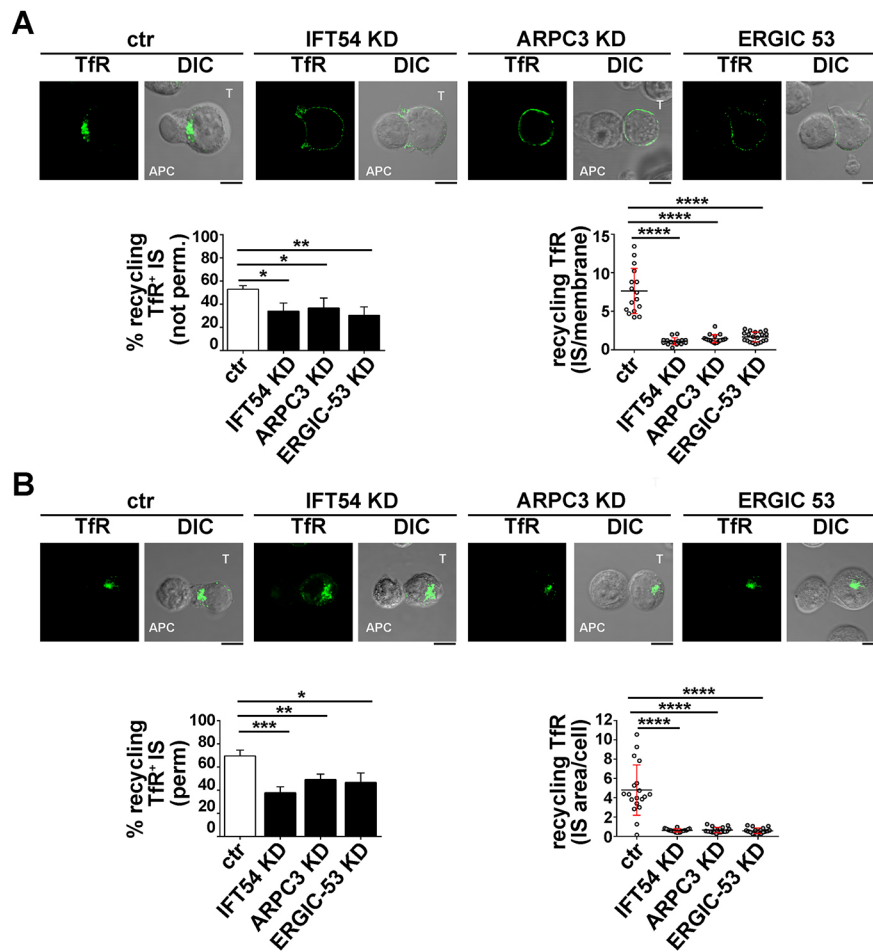 A
ctr IFT54 KD ARPC3 KD ERGIC 53
TfR DIC TfR DIC TfR DIC TfR DIC
T T
APC APC APC
% recycling
TfR+ IS
(not perm.)
100
80
60
40
20
0
**
*
*
ctr
IFT54 KD
ARPC3 KD
ERGIC-53 KD
recycling TfR
(IS/membrane)
15
10
5
0
****
****
****
ctr
IFT54 KD
ARPC3 KD
ERGIC-53 KD
B
ctr IFT54 KD ARPC3 KD ERGIC 53
TfR DIC TfR DIC TfR DIC TfR DIC
T T T
APC APC APC
% recycling
TfR+ IS
(perm)
100
80
60
40
20
0
*
**
***
ctr
IFT54 KD
ARPC3 KD
ERGIC-53 KD
recycling TfR
(IS area/cell)
12
10
8
6
4
2
0
****
****
****
ctr
IFT54 KD
ARPC3 KD
ERGIC-53 KD